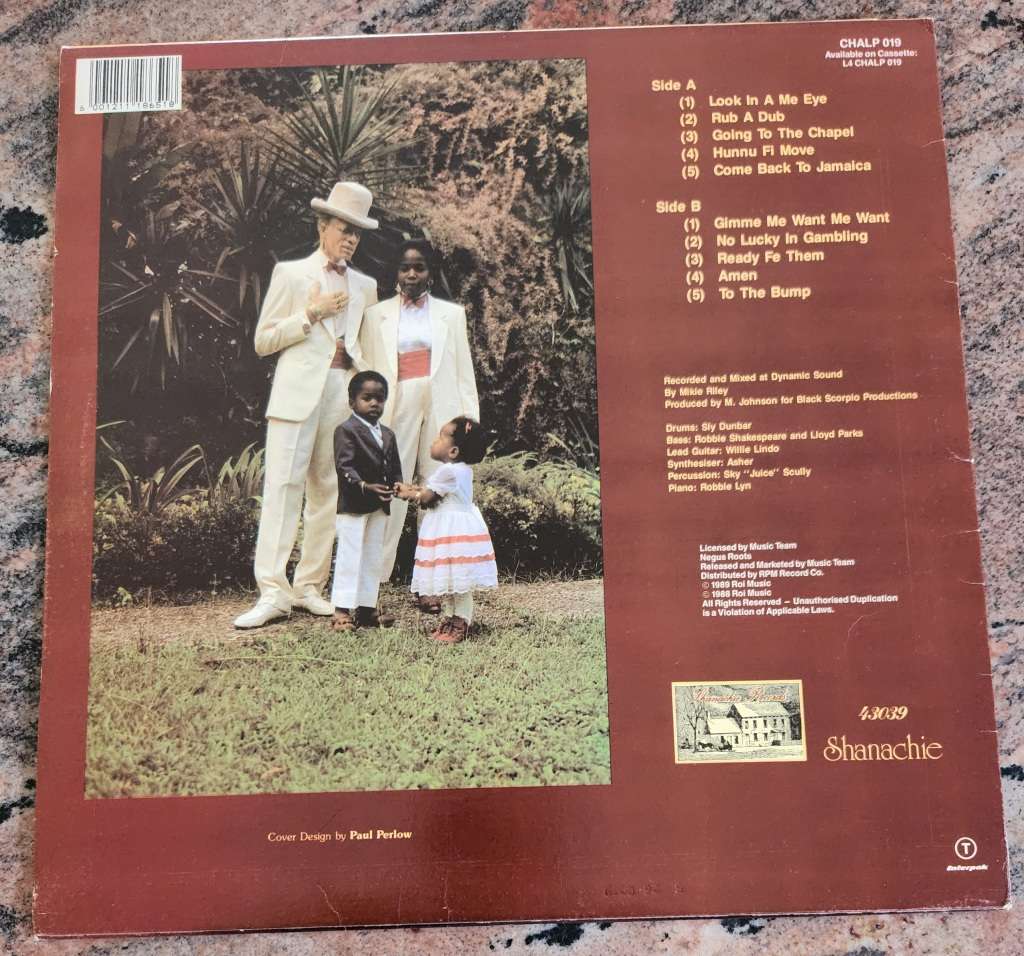 6 001211 186518
CHALP 019
Available on Cassette:
L4 CHALP 019
Side A
(1) Look In A Me Eye
(2) Rub A Dub
(3) Going To The Chapel
(4) Hunnu Fi Move
(5) Come Back To Jamaica
Side B
(1) Gimme Me Want Me Want
(2) No Lucky In Gambling
(3) Ready Fe Them
(4) Amen
(5) To The Bump
Recorded and Mixed at Dynamic Sound
By Mikie Riley
Produced by M. Johnson for Black Scorpio Productions
Drums: Sly Dunbar
Bass: Robbie Shakespeare and Lloyd Parks
Lead Guitar: Willie Lindo
Synthesiser: Asher
Percussion: Sky "Juice" Scully
Piano: Robbie Lyn
Licensed by Music Team
Negus Roots
Released and Marketed by Music Team
Distributed by RPM Record Co.
© 1989 Roi Music
© 1988 Roi Music
All Rights Reserved – Unauthorised Duplication
is a Violation of Applicable Laws.
Shanachie Records
43039
Shanachie
Cover Design by Paul Perlow
T
Interpak